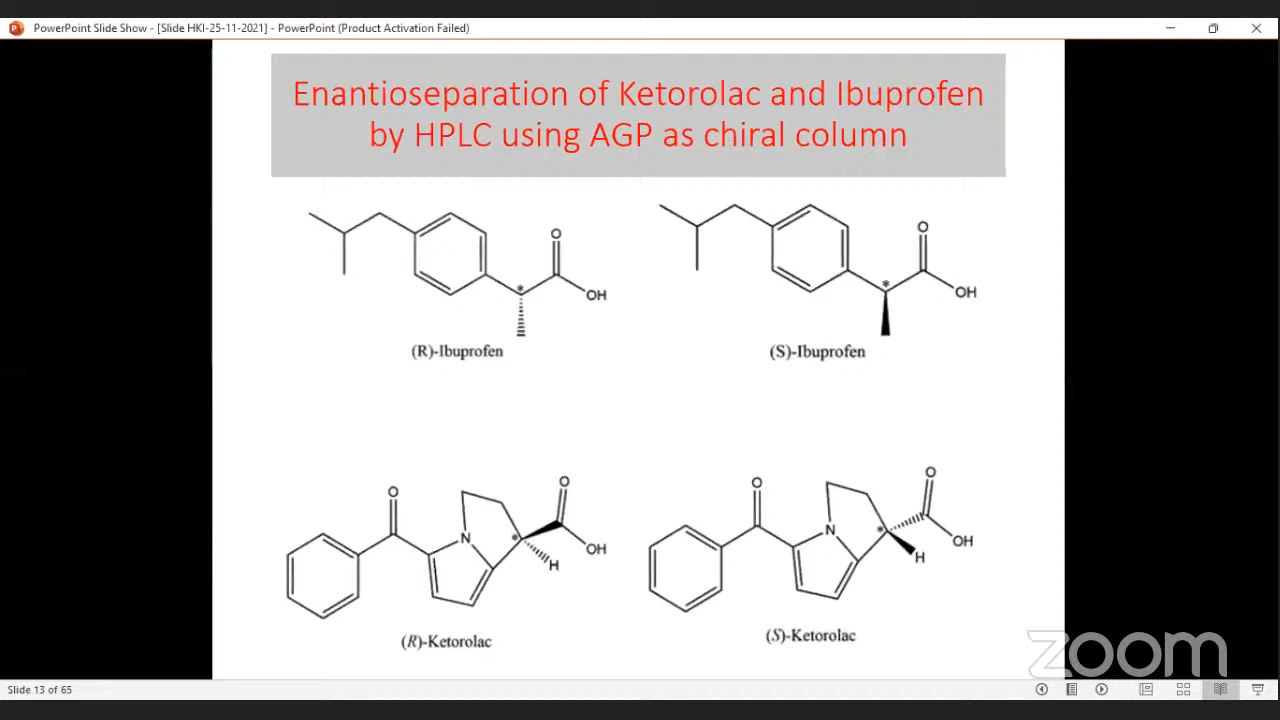 PowerPoint Slide Show - [Slide HKI-25-11-2021] - PowerPoint (Product Activation Failed)
Enantioseparation of Ketorolac and Ibuprofen
by HPLC using AGP as chiral column
O
*
OH
(R)-Ibuprofen
O
*
OH
(S)-Ibuprofen
O
N
O
*
OH
H
(R)-Ketorolac
O
N
O
*
OH
H
(S)-Ketorolac
zoom
Slide 13 of 65